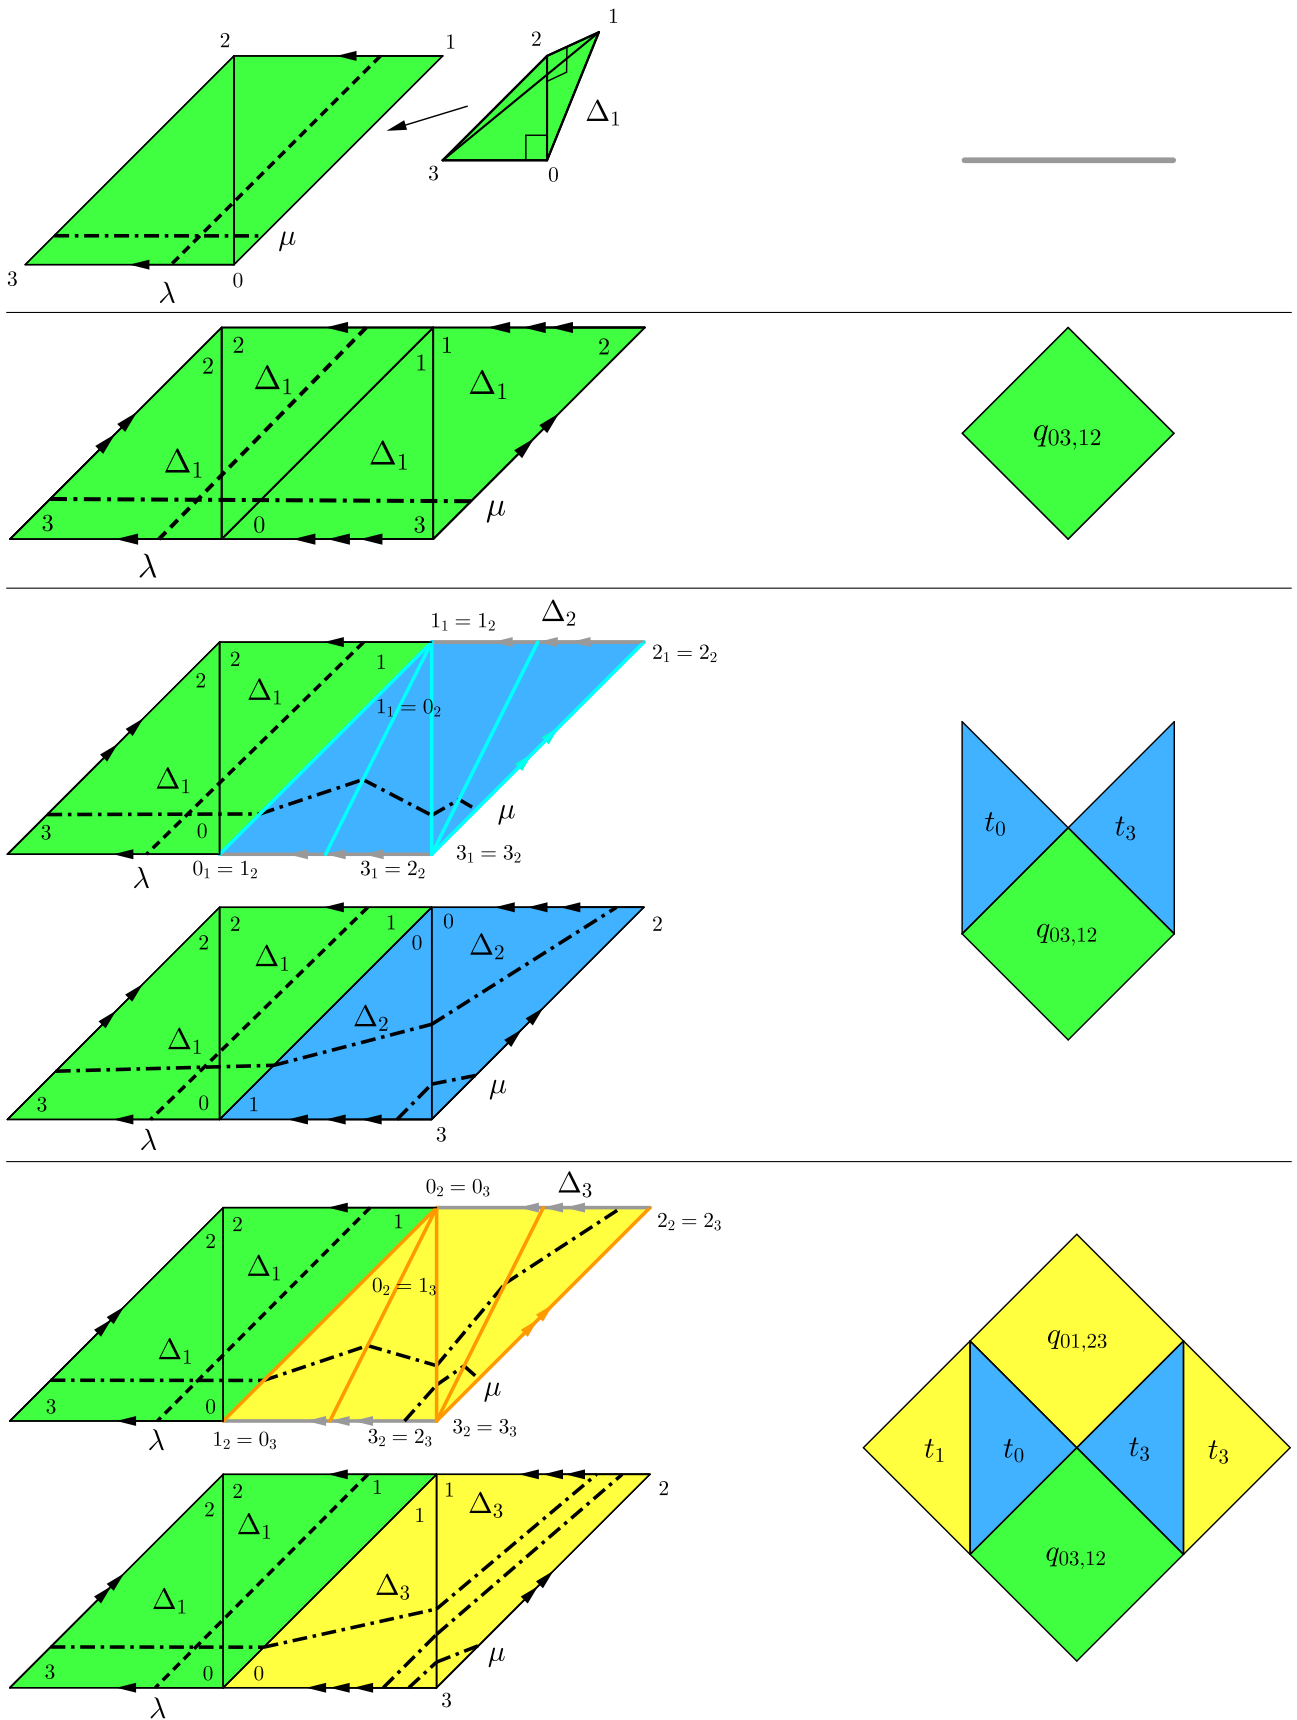 1
2 1 2
Δ₁
μ
3 0 3 0
λ
2 1 2
2 1
Δ₁ Δ₁
Δ₁ Δ₁
q₀₃,₁₂
3 0 3 μ
λ
1₁ = 1₂ Δ₂
2 1 2₁ = 2₂
2
Δ₁ 1₁ = 0₂
Δ₁
μ
3 0
3₁ = 3₂
λ 0₁ = 1₂ 3₁ = 2₂
t₀ t₃
q₀₃,₁₂
2 1 0 2
2 0
Δ₁ Δ₂
Δ₂
Δ₁
μ
3 0 1
λ 3
0₂ = 0₃ Δ₃
2 1 2₂ = 2₃
2
Δ₁ 0₂ = 1₃
Δ₁
μ
3 0
3₂ = 3₃
λ 1₂ = 0₃ 3₂ = 2₃
2 1 1 2
2 1
Δ₁ Δ₃
Δ₁ Δ₃
μ
3 0 0
λ 3
q₀₁,₂₃
t₁ t₀ t₃ t₃
q₀₃,₁₂